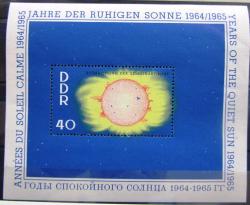 JAHRE DER RUHIGEN SONNE 1964/1965
YEARS OF THE QUIET SUN 1964/1965
ANNÉES DU SOLEIL CALME 1964/1965
ГОДЫ СПОКОЙНОГО СОЛНЦА 1964-1965 ГГ
DDR
40